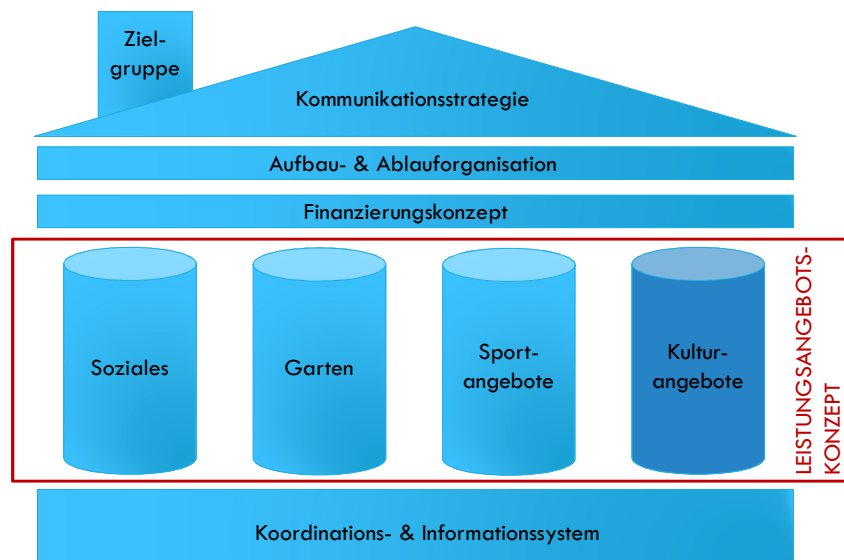 Ziel-
gruppe
Kommunikationsstrategie
Aufbau- & Ablauforganisation
Finanzierungskonzept
Soziales
Garten
Sport-
angebote
Kultur-
angebote
LEISTUNGSANGEBOTS-
KONZEPT
Koordinations- & Informationssystem